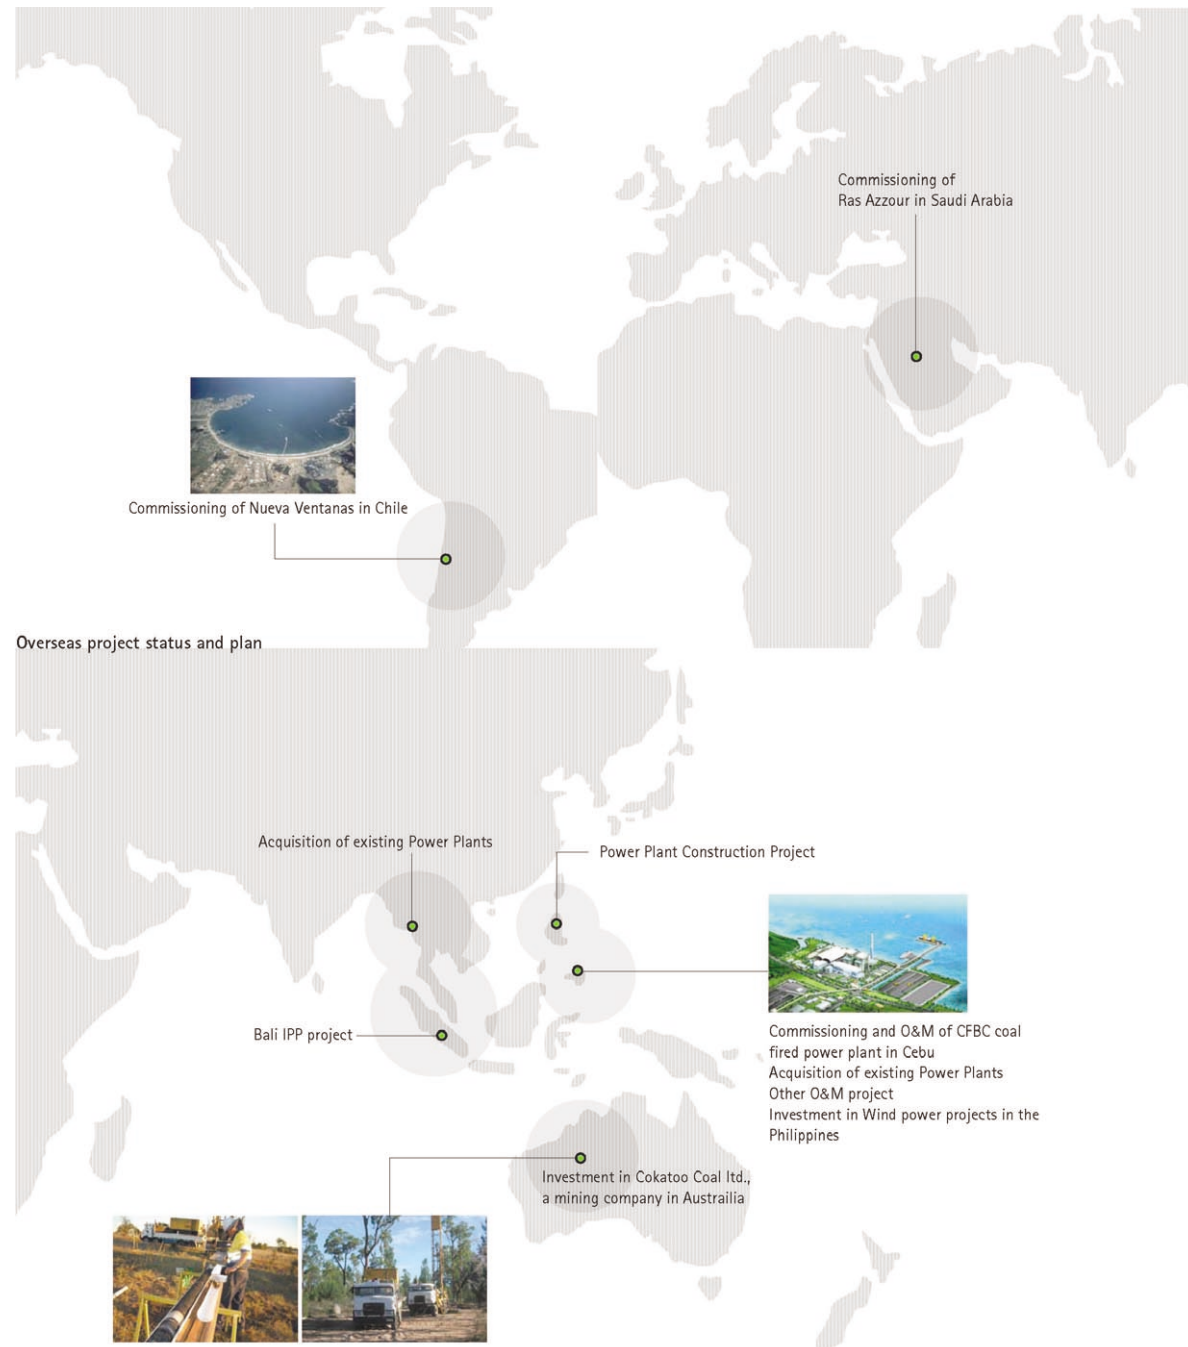 Commissioning of
Ras Azzour in Saudi Arabia
Commissioning of Nueva Ventanas in Chile
Overseas project status and plan
Acquisition of existing Power Plants
Power Plant Construction Project
Bali IPP project
Commissioning and O&M of CFBC coal
fired power plant in Cebu
Acquisition of existing Power Plants
Other O&M project
Investment in Wind power projects in the
Philippines
Investment in Cokatoo Coal ltd.,
a mining company in Austrailia